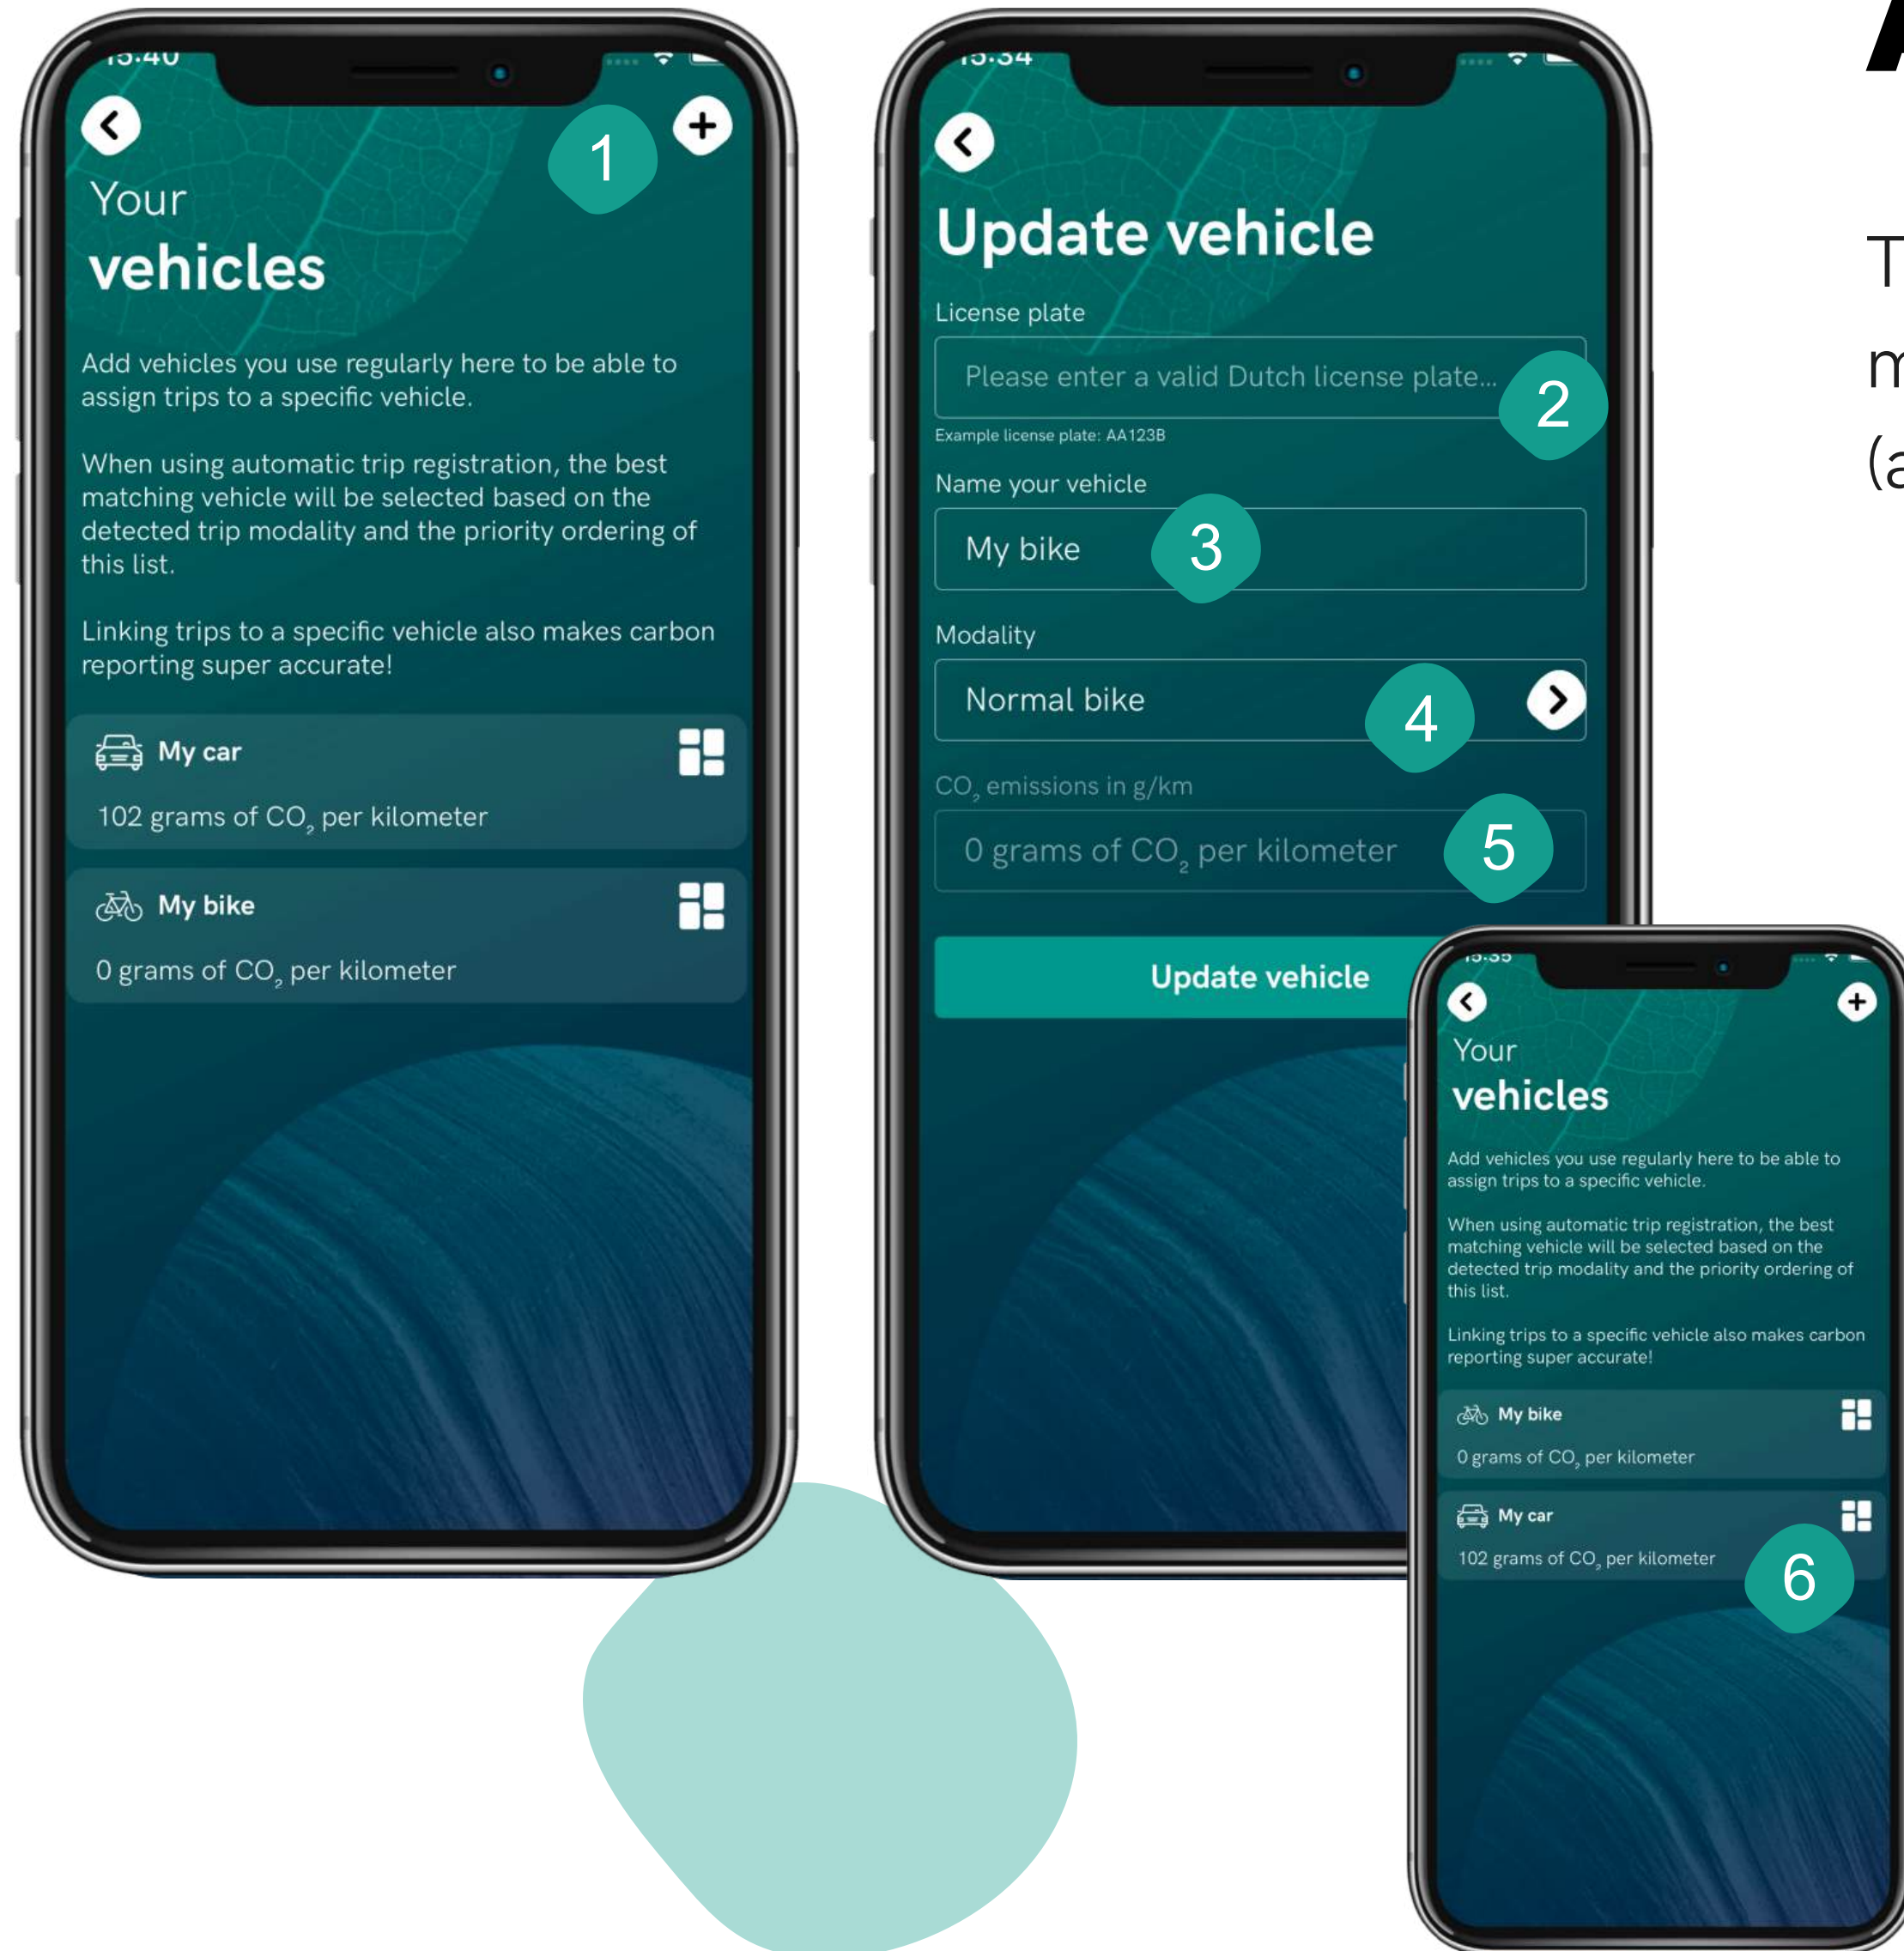 15:40
1
Your
vehicles
Add vehicles you use regularly here to be able to
assign trips to a specific vehicle.
When using automatic trip registration, the best
matching vehicle will be selected based on the
detected trip modality and the priority ordering of
this list.
Linking trips to a specific vehicle also makes carbon
reporting super accurate!
My car
102 grams of CO₂ per kilometer
My bike
0 grams of CO₂ per kilometer
15:34
Update vehicle
License plate
Please enter a valid Dutch license plate...
2
Example license plate: AA123B
Name your vehicle
My bike
3
Modality
Normal bike
4
CO₂ emissions in g/km
0 grams of CO₂ per kilometer
5
Update vehicle
15:35
Your
vehicles
Add vehicles you use regularly here to be able to
assign trips to a specific vehicle.
When using automatic trip registration, the best
matching vehicle will be selected based on the
detected trip modality and the priority ordering of
this list.
Linking trips to a specific vehicle also makes carbon
reporting super accurate!
My bike
0 grams of CO₂ per kilometer
My car
102 grams of CO₂ per kilometer
6
T
(a